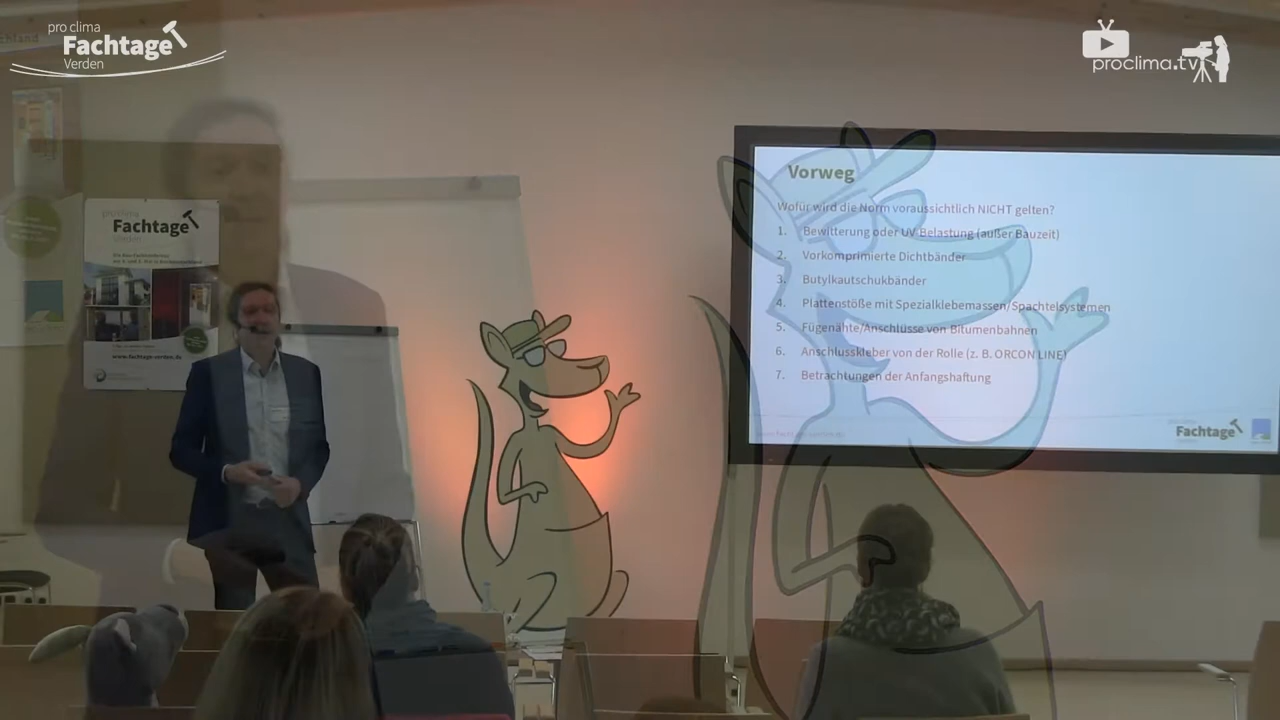 pro clima
Fachtage
Verden
proclima.tv
Fachtage
www.fachtage-verden.de
Vorweg
Wofür wird die Norm voraussichtlich NICHT gelten?
1. Bewitterung oder UV-Belastung (außer Bauzeit)
2. Vorkomprimierte Dichtbänder
3. Butylkautschukbänder
4. Plattenstöße mit Spezialklebemassen/Spachtelsystemen
5. Fügenähte/Anschlüsse von Bitumenbahnen
6. Anschlusskleber von der Rolle (z. B. ORCON LINE)
7. Betrachtungen der Anfangshaftung
Fachtage